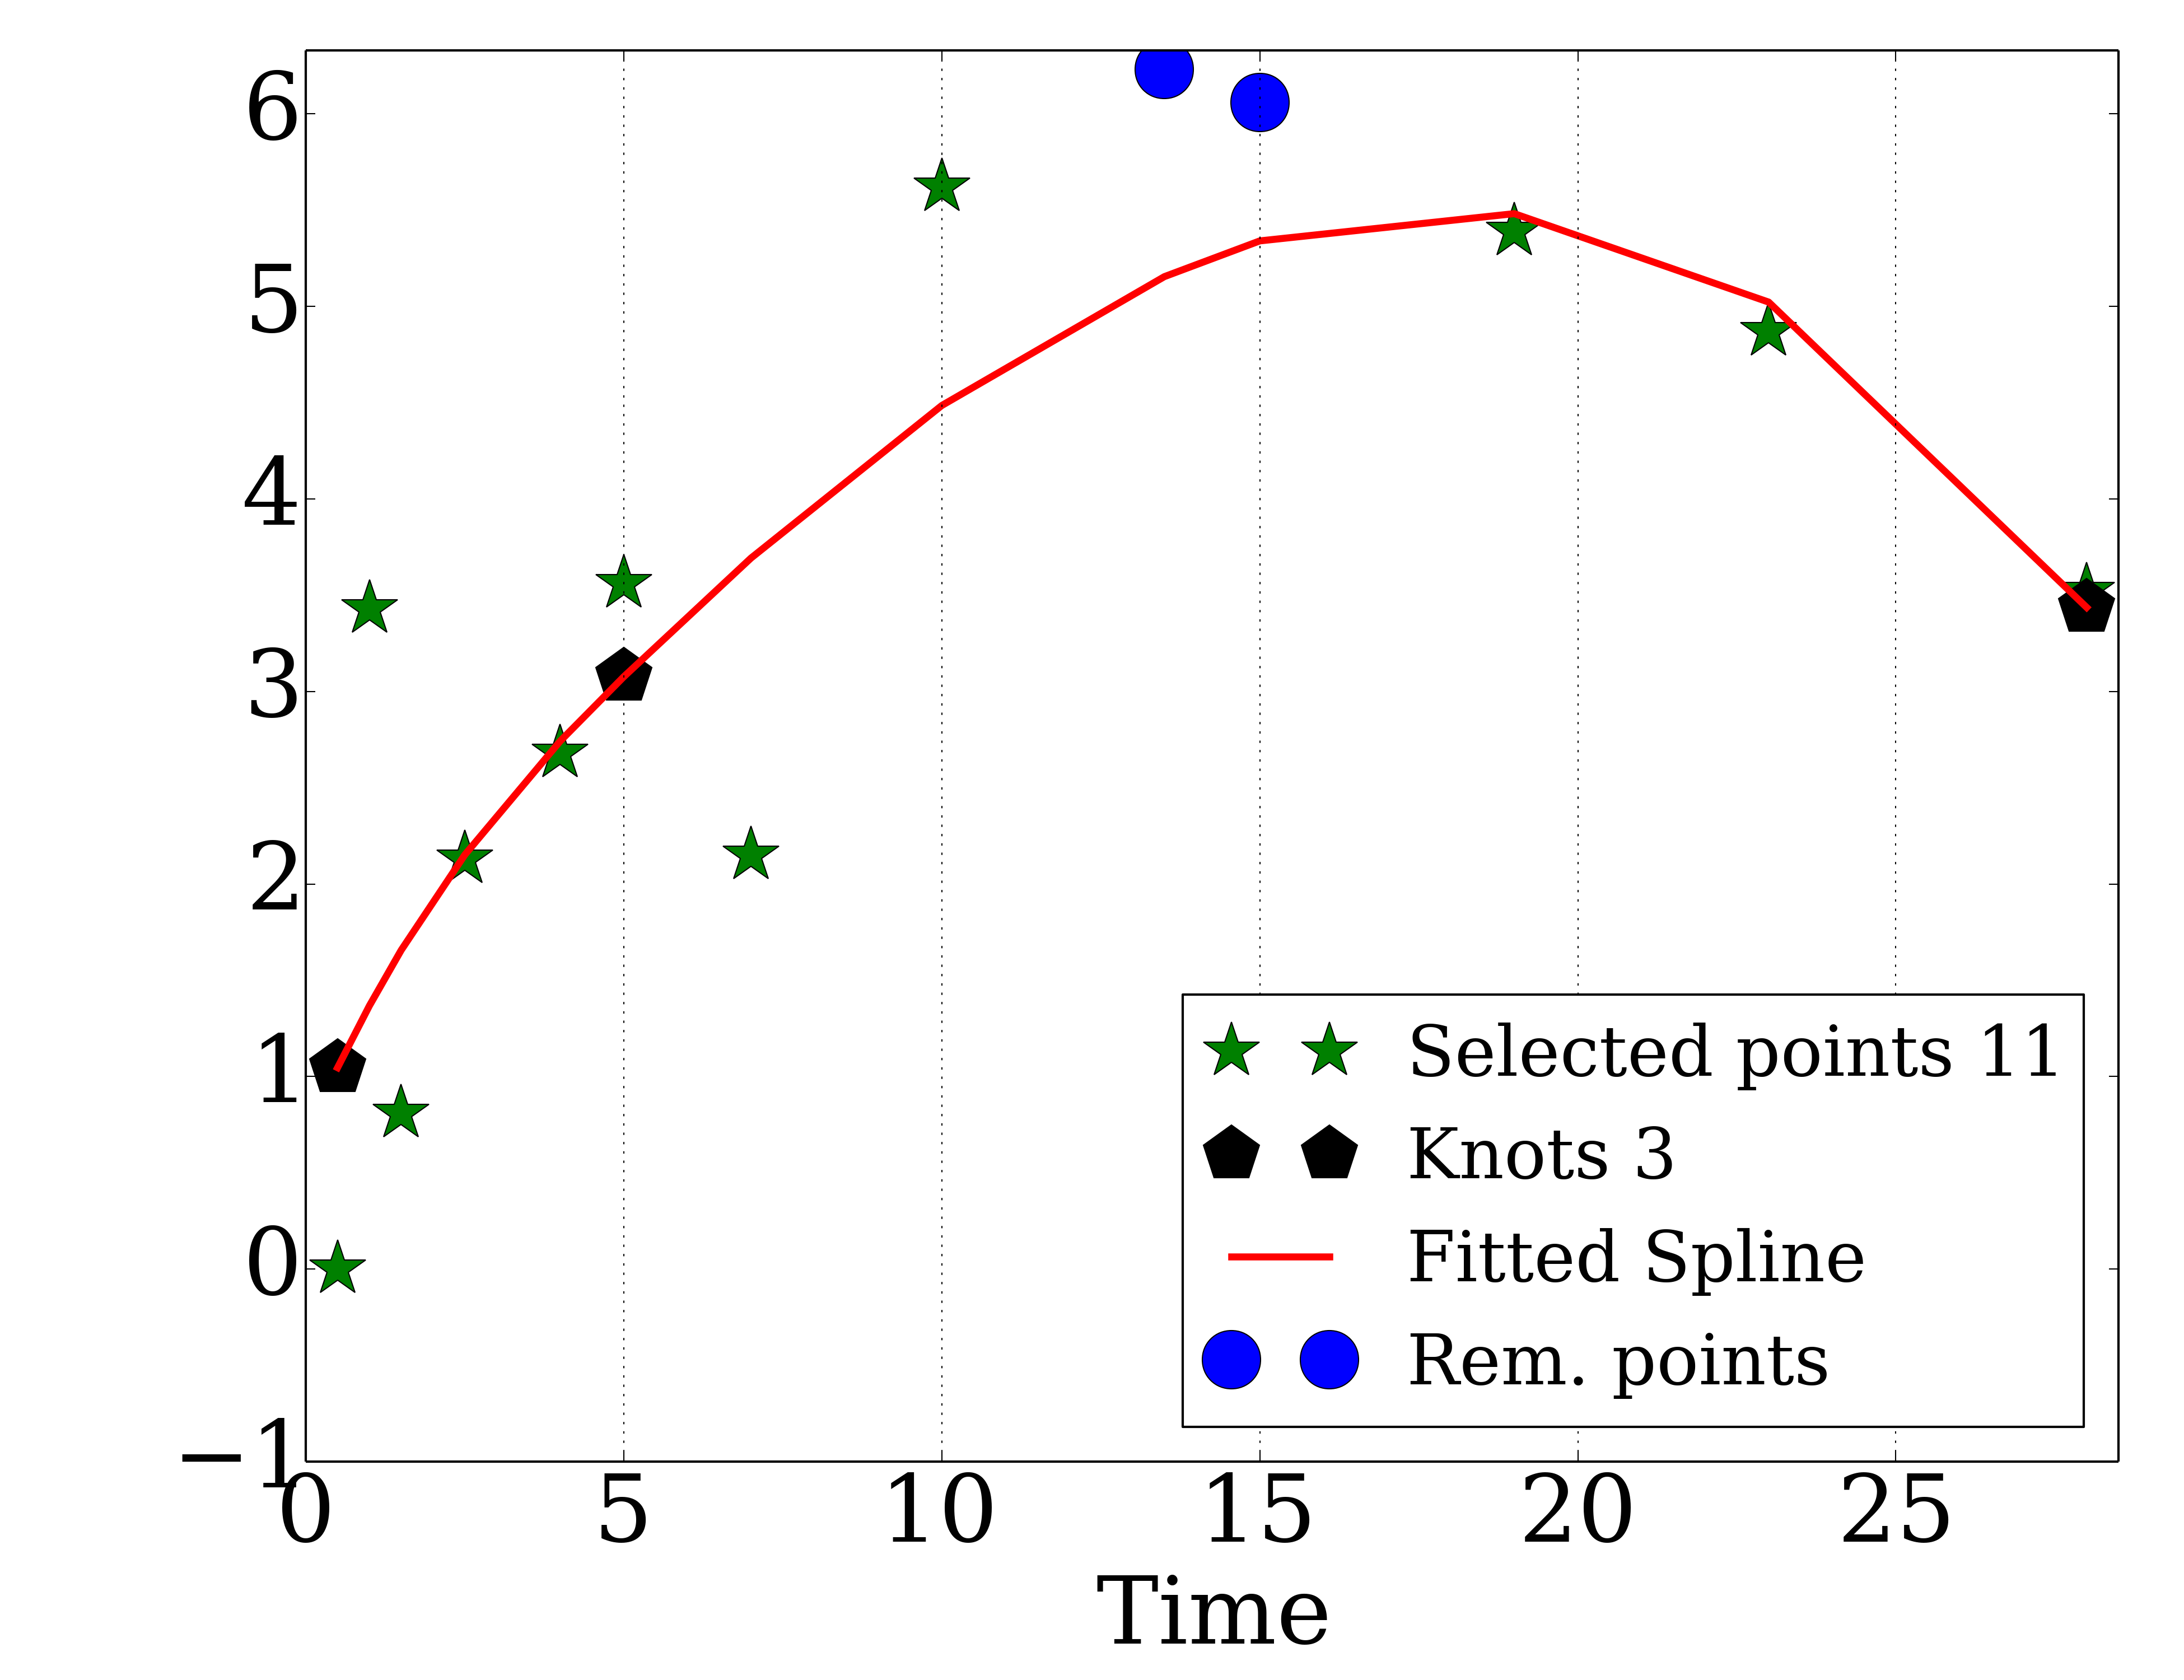 6
5
4
3
2
1
0
−1
0 5 10 15 20 25
Time
Selected points 11
Knots 3
Fitted Spline
Rem. points